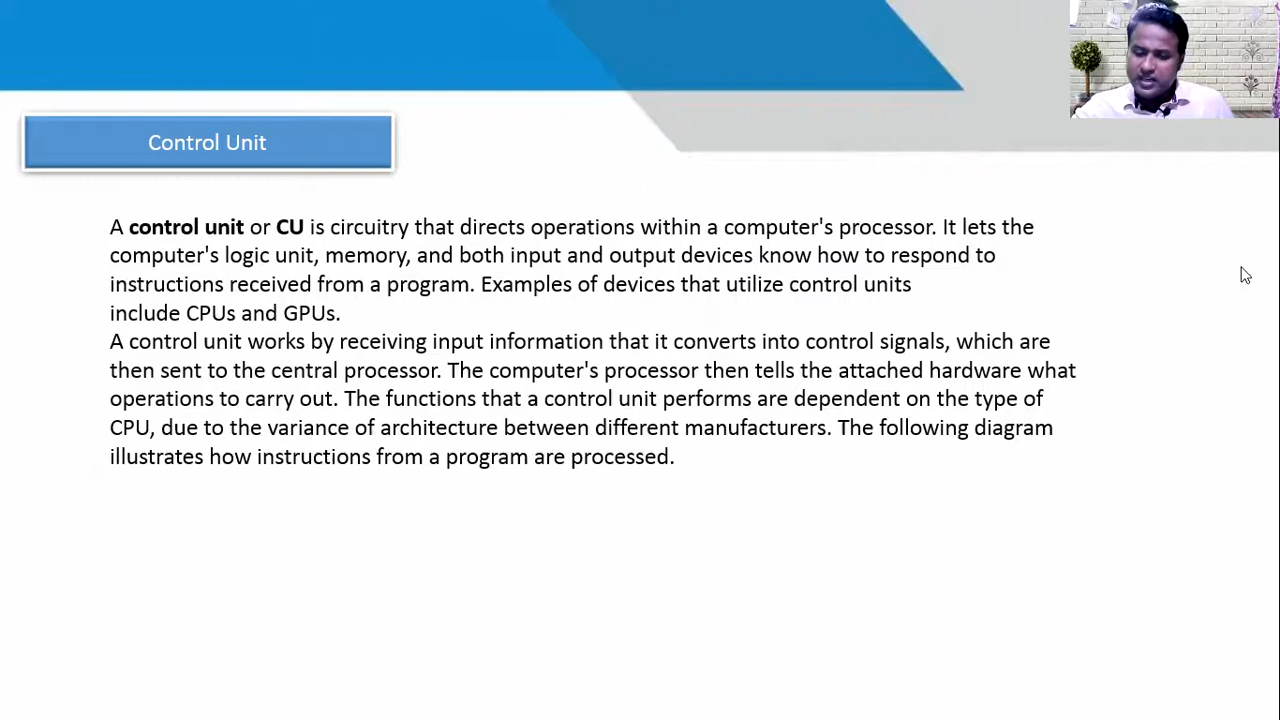 Control Unit
A control unit or CU is circuitry that directs operations within a computer's processor. It lets the
computer's logic unit, memory, and both input and output devices know how to respond to
instructions received from a program. Examples of devices that utilize control units
include CPUs and GPUs.
A control unit works by receiving input information that it converts into control signals, which are
then sent to the central processor. The computer's processor then tells the attached hardware what
operations to carry out. The functions that a control unit performs are dependent on the type of
CPU, due to the variance of architecture between different manufacturers. The following diagram
illustrates how instructions from a program are processed.